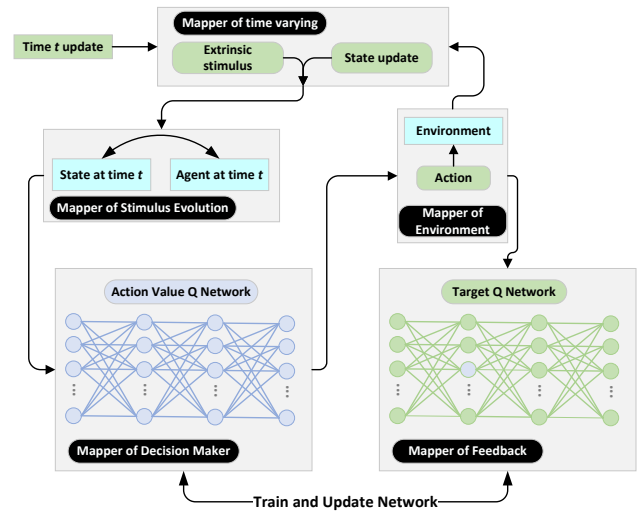 Mapper of time varying
Time t update
Extrinsic
stimulus
State update
Environment
State at time t
Agent at time t
Action
Mapper of Stimulus Evolution
Mapper of
Environment
Action Value Q Network
Target Q Network
Mapper of Decision Maker
Mapper of Feedback
Train and Update Network